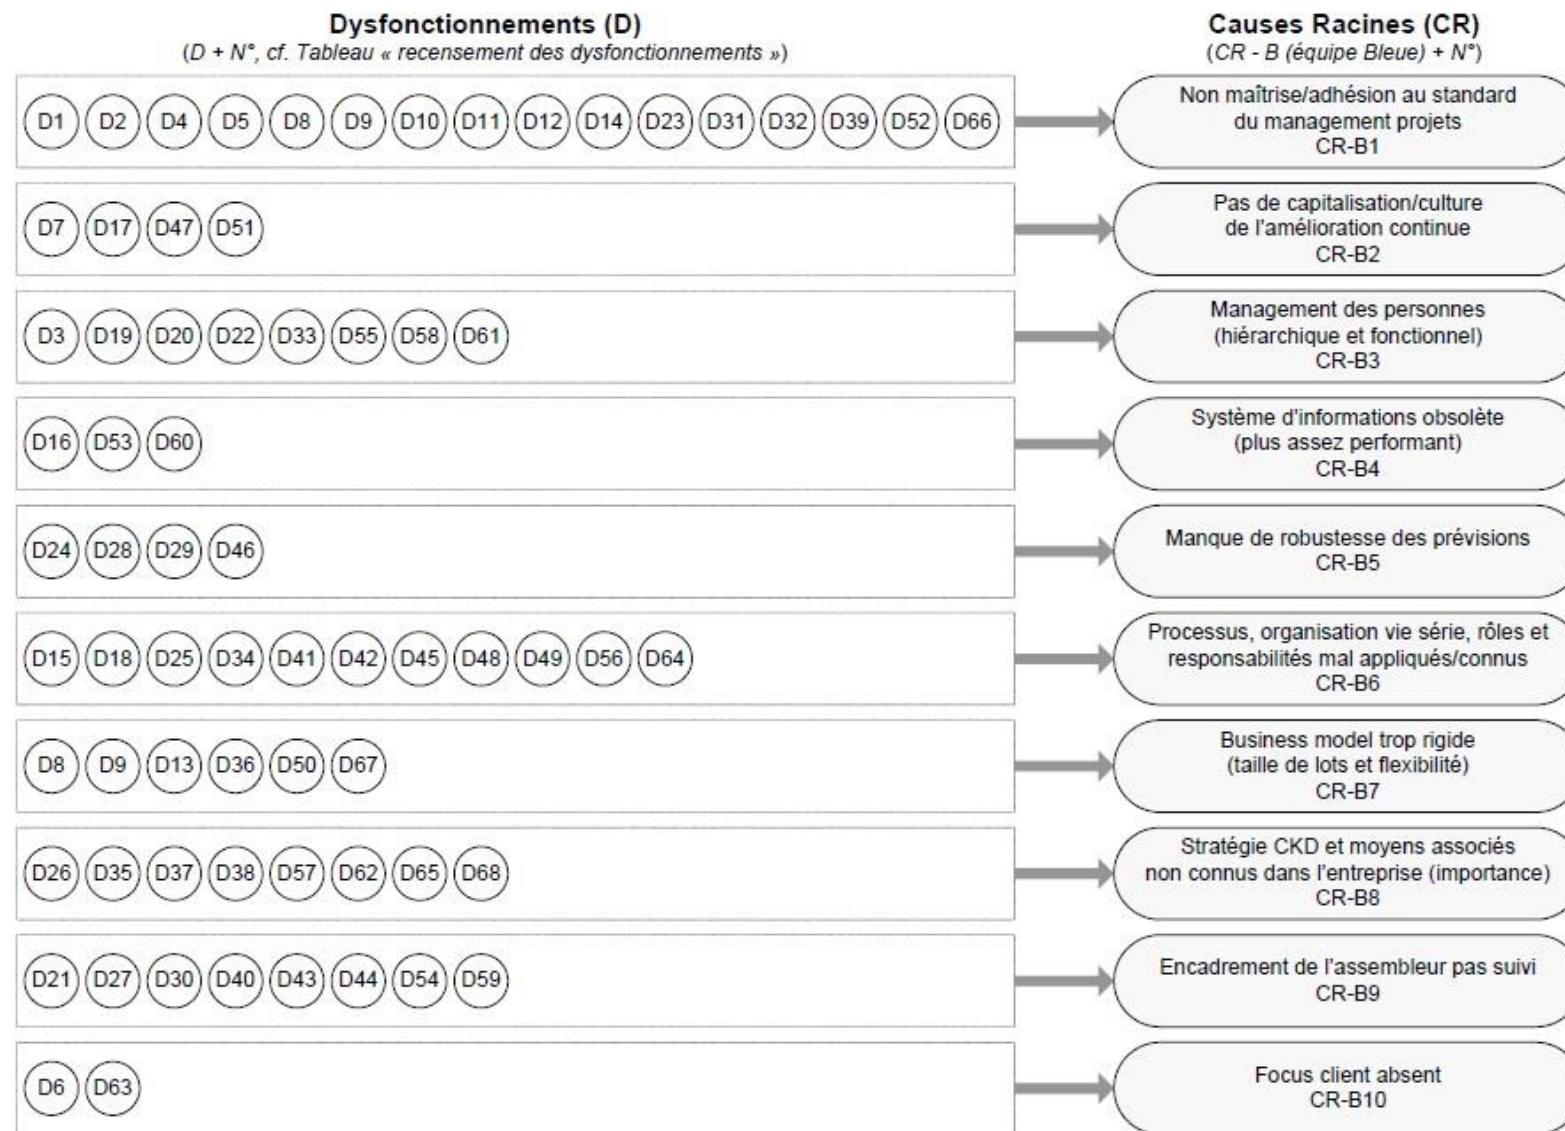 Dysfonctionnements (D)
(D + N°, cf. Tableau « recensement des dysfonctionnements »)
Causes Racines (CR)
(CR - B (équipe Bleue) + N°)
D1 D2 D4 D5 D8 D9 D10 D11 D12 D14 D23 D31 D32 D39 D52 D66
Non maîtrise/adhésion au standard
du management projets
CR-B1
D7 D17 D47 D51
Pas de capitalisation/culture
de l'amélioration continue
CR-B2
D3 D19 D20 D22 D33 D55 D58 D61
Management des personnes
(hiérarchique et fonctionnel)
CR-B3
D16 D53 D60
Système d'informations obsolète
(plus assez performant)
CR-B4
D24 D28 D29 D46
Manque de robustesse des prévisions
CR-B5
D15 D18 D25 D34 D41 D42 D45 D48 D49 D56 D64
Processus, organisation vie série, rôles et
responsabilités mal appliqués/connus
CR-B6
D8 D9 D13 D36 D50 D67
Business model trop rigide
(taille de lots et flexibilité)
CR-B7
D26 D35 D37 D38 D57 D62 D65 D68
Stratégie CKD et moyens associés
non connus dans l'entreprise (importance)
CR-B8
D21 D27 D30 D40 D43 D44 D54 D59
Encadrement de l'assembleur pas suivi
CR-B9
D6 D63
Focus client absent
CR-B10